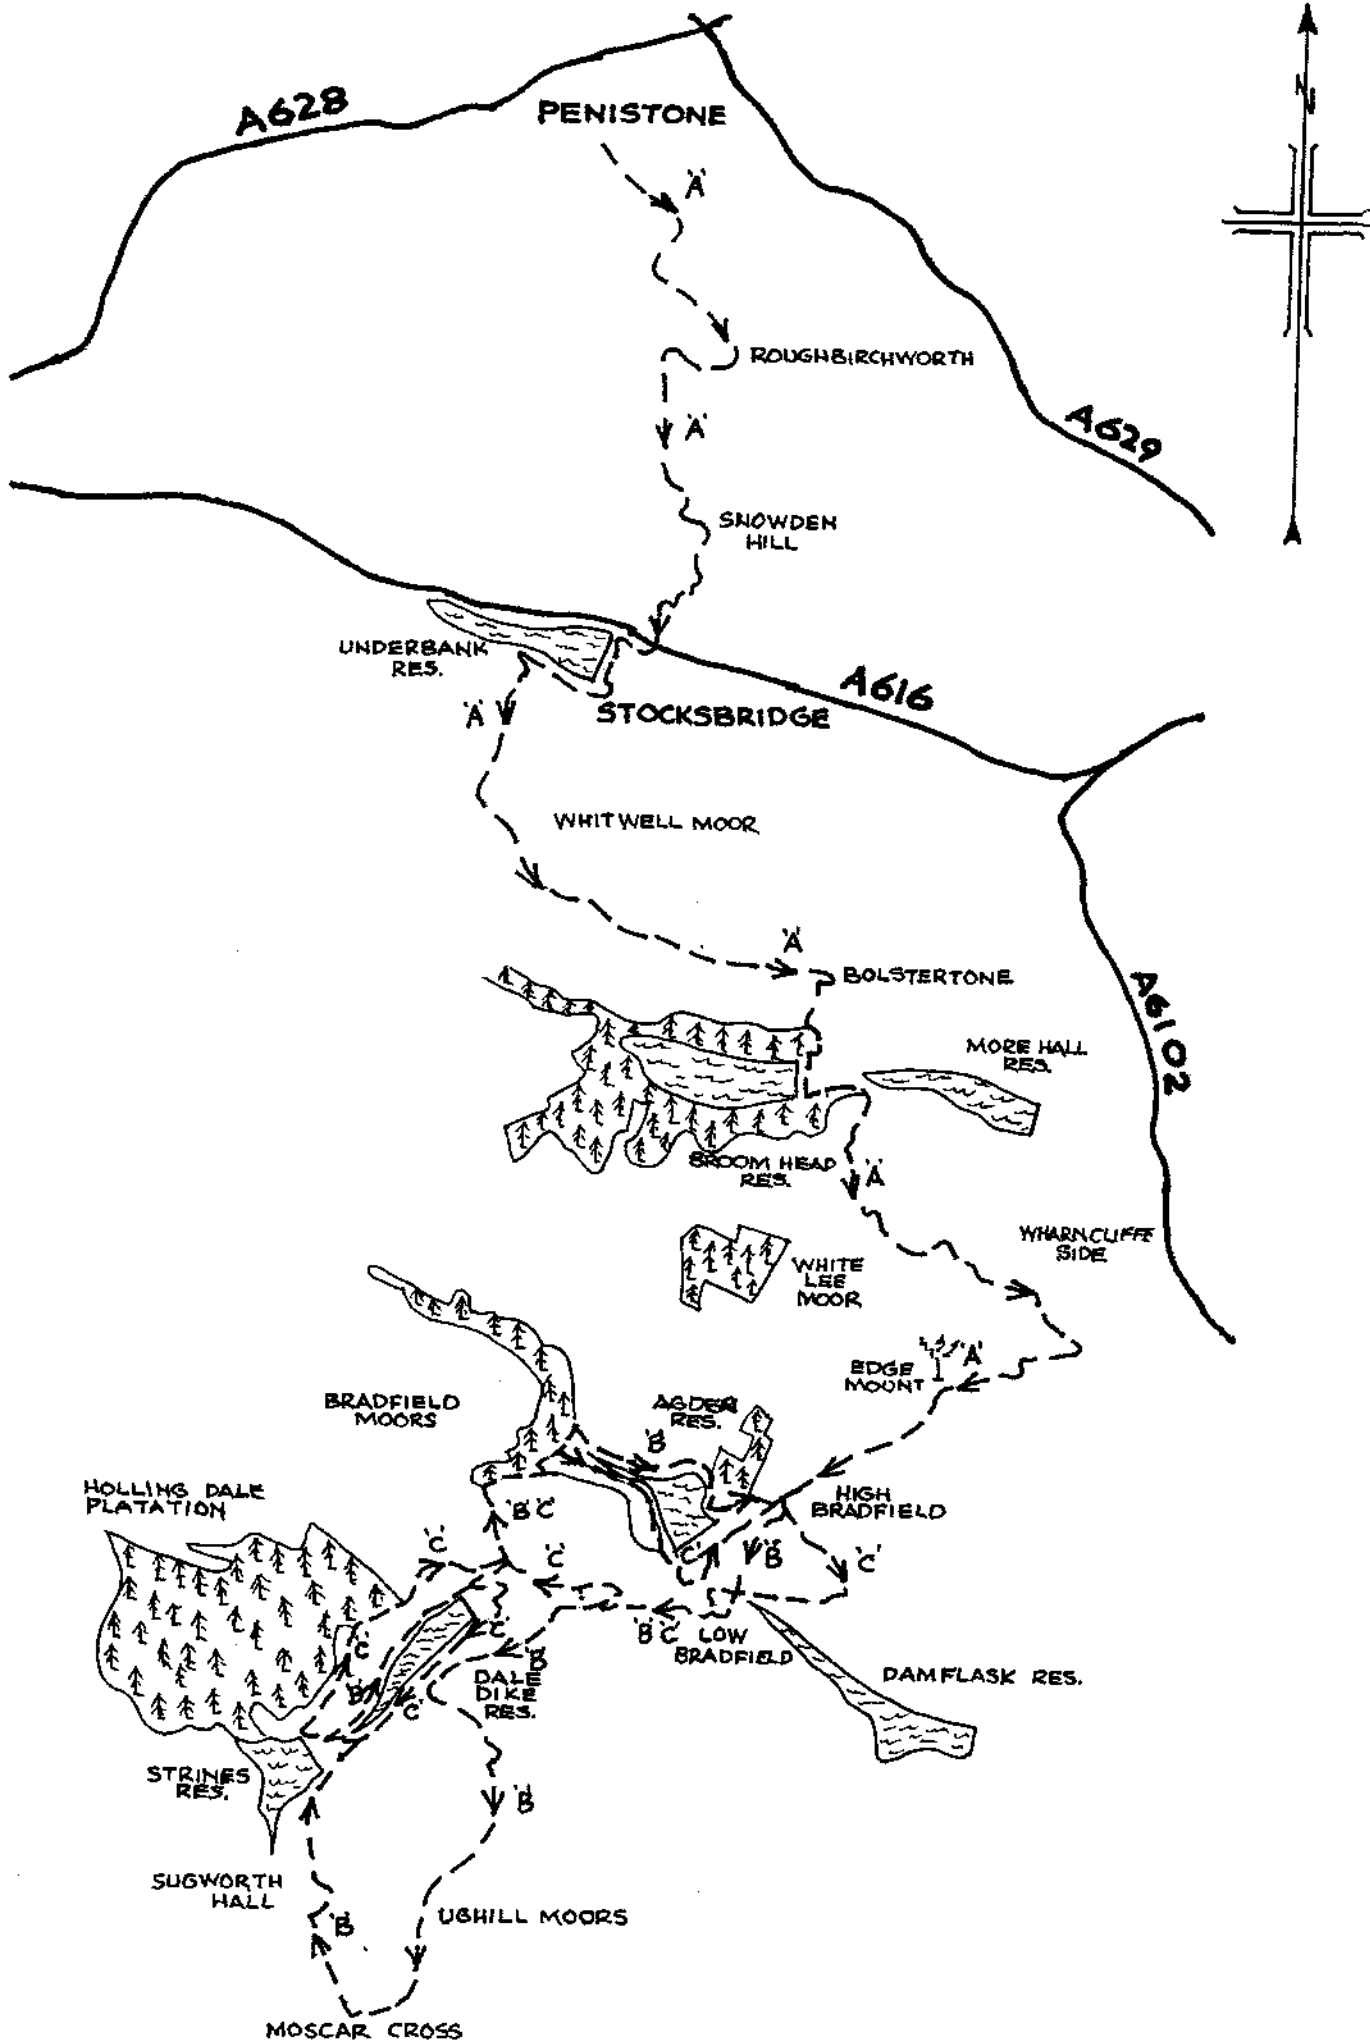 A628
PENISTONE
N
'A'
ROUGHBIRCHWORTH
'A'
A629
SNOWDEN
HILL
UNDERBANK
RES.
'A'
STOCKSBRIDGE
A616
WHITWELL MOOR
'A'
BOLSTERTONE
A6102
MORE HALL
RES.
BROOM HEAD
RES.
'A'
WHARNCLIFFE
SIDE
WHITE
LEE
MOOR
EDGE
MOUNT
'A'
BRADFIELD
MOORS
AGDEN
RES.
'B'
HOLLING DALE
PLATATION
'B' 'C'
HIGH
BRADFIELD
'C'
'C'
'C'
'B'
'C'
'B' 'C'
LOW
BRADFIELD
'C'
'C'
'B'
'B'
'C'
DALE
DIKE
RES.
DAMFLASK RES.
STRINES
RES.
'B'
SUGWORTH
HALL
'B'
UGHILL MOORS
MOSCAR CROSS